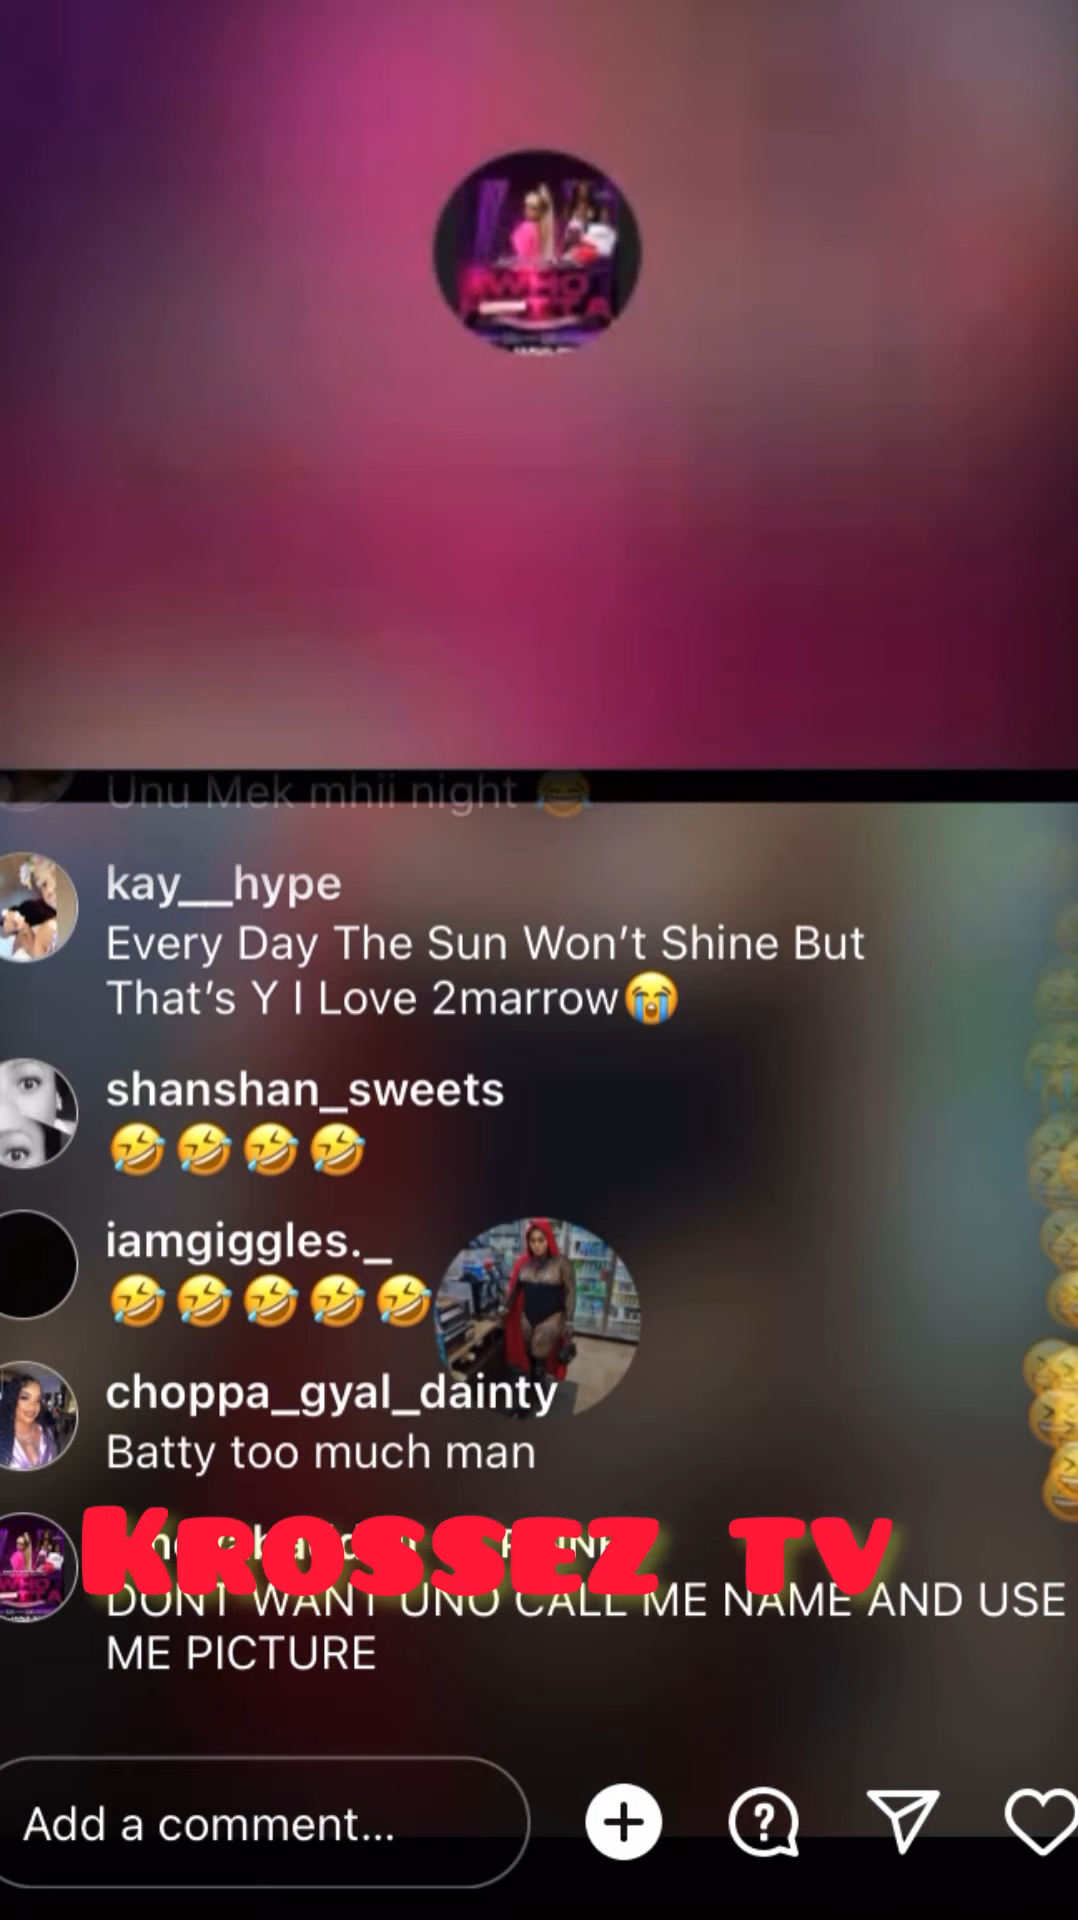 WHO
Unu Mek mhii night 😂
kay__hype
Every Day The Sun Won't Shine But
That's Y I Love 2marrow😭
shanshan_sweets
🤣🤣🤣🤣
iamgiggles._
🤣🤣🤣🤣🤣
choppa_gyal_dainty
Batty too much man
KROSSEZ TV
DONT WANT UNO CALL ME NAME AND USE
ME PICTURE
Add a comment...